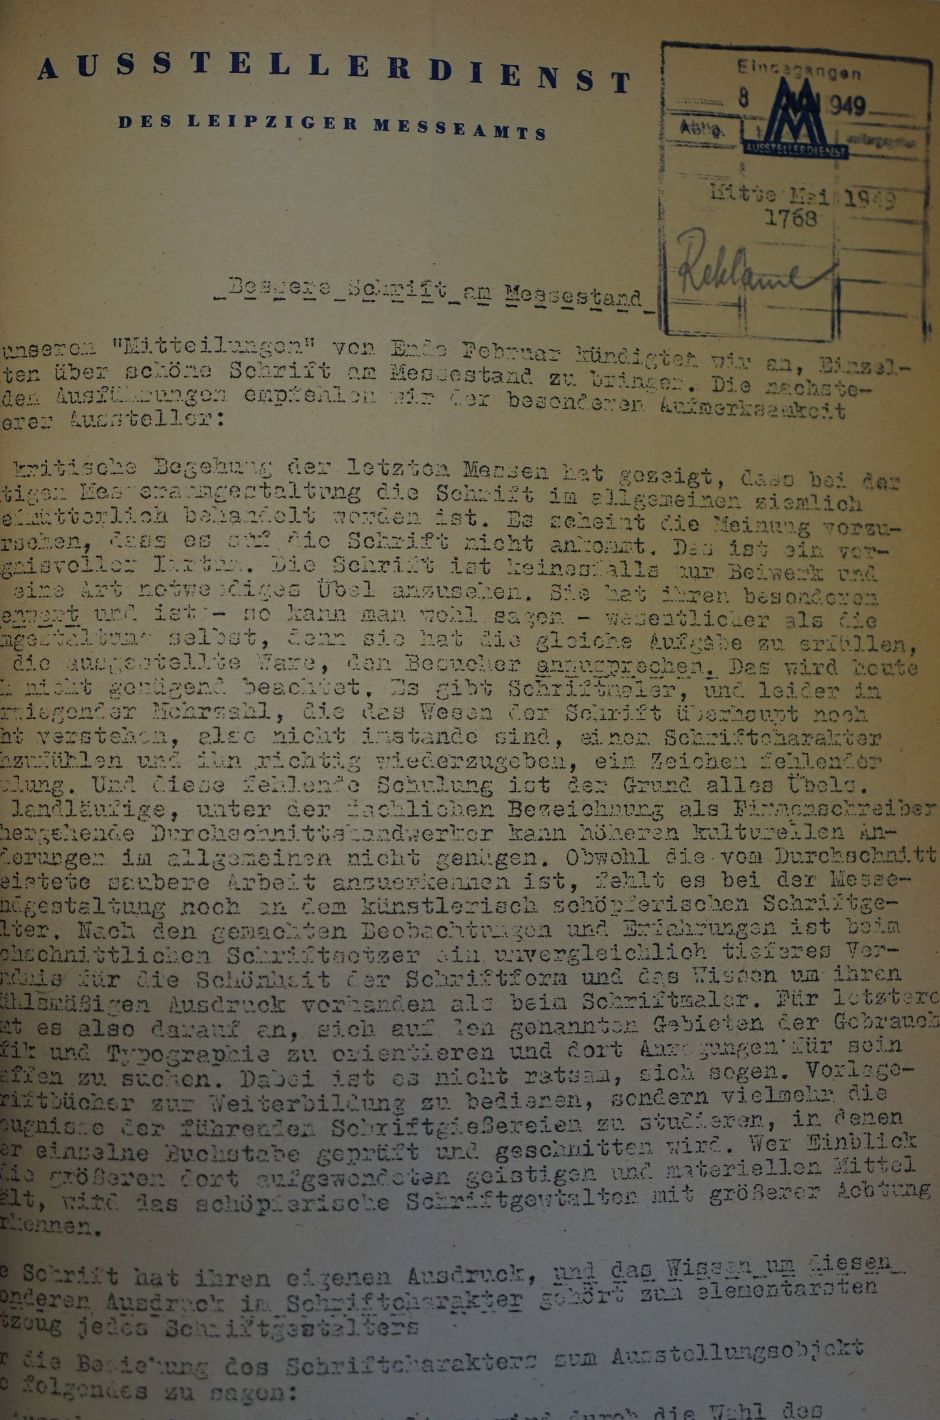 AUSSTELLERDIENST
DES LEIPZIGER MESSEAMTS
Eingegangen
8 1949
Abtlg.
AUSSTELLERDIENST
Mitte Mai 1949
1768
Reklame
Bessere Schrift am Messestand
unseren "Mitteilungen" von Ende Februar kündigten wir an, Einzel-
ten über schöne Schrift am Messestand zu bringen. Die nachste-
den Ausführungen empfehlen wir der besonderen Aufmerksamkeit
erer Aussteller:
kritische Begehung der letzten Messen hat gezeigt, dass bei der
tigen Messeraumgestaltung die Schrift im allgemeinen ziemlich
efmütterlich behandelt worden ist. Es scheint die Meinung vorzu-
rschen, dass es auf die Schrift nicht ankommt. Das ist ein ver-
gnisvoller Irrtum. Die Schrift ist keinesfalls nur Beiwerk und
eine Art notwendiges Übel anzusehen. Sie hat ihren besonderen
ewert und ist - so kann man wohl sagen - wesentlicher als die
ngestaltung selbst, denn sie hat die gleiche Aufgabe zu erfüllen,
die ausgestellte Ware, den Besucher anzusprechen. Das wird heute
h nicht genügend beachtet. Es gibt Schriftmaler, und leider in
rwiegender Mehrzahl, die das Wesen der Schrift überhaupt noch
ht verstehen, also nicht imstande sind, einen Schriftcharakter
hzufühlen und ihn richtig wiederzugeben, ein Zeichen fehlender
ulung. Und diese fehlende Schulung ist der Grund alles Übels.
landläufige, unter der fachlichen Bezeichnung als Firmenschreiber
hergehende Durchschnittshandwerker kann höheren kulturellen An-
derungen im allgemeinen nicht genügen. Obwohl die vom Durchschnitt
eistete saubere Arbeit anzuerkennen ist, fehlt es bei der Messe-
ndgestaltung noch an dem künstlerisch schöpferischen Schriftge-
lter. Nach den gemachten Beobachtungen und Erfahrungen ist beim
chschnittlichen Schriftsetzer ein unvergleichlich tieferes Ver-
ndnis für die Schönheit der Schriftform und das Wissen um ihren
ühlsmäßigen Ausdruck vorhanden als beim Schriftmaler. Für letztere
mt es also darauf an, sich auf den genannten Gebieten der Gebrauch
fik und Typographie zu orientieren und dort Anregungen für sein
affen zu suchen. Dabei ist es nicht ratsam, sich sogen. Vorlage-
riftbücher zur Weiterbildung zu bedienen, sondern vielmehr die
eugnisse der führenden Schriftgießereien zu studieren, in denen
er einzelne Buchstabe geprüft und geschnitten wird. Wer Einblick
die größeren dort aufgewendeten geistigen und materiellen Mittel
ält, wird das schöpferische Schriftgestalten mit größerer Achtung
rkennen.
e Schrift hat ihren eigenen Ausdruck, und das Wissen um diesen
onderen Ausdruck im Schriftcharakter gehört zum elementarsten
tzeug jedes Schriftgestalters
r die Beziehung des Schriftcharakters zum Ausstellungsobjekt
e folgendes zu sagen:
wird durch die Wahl des